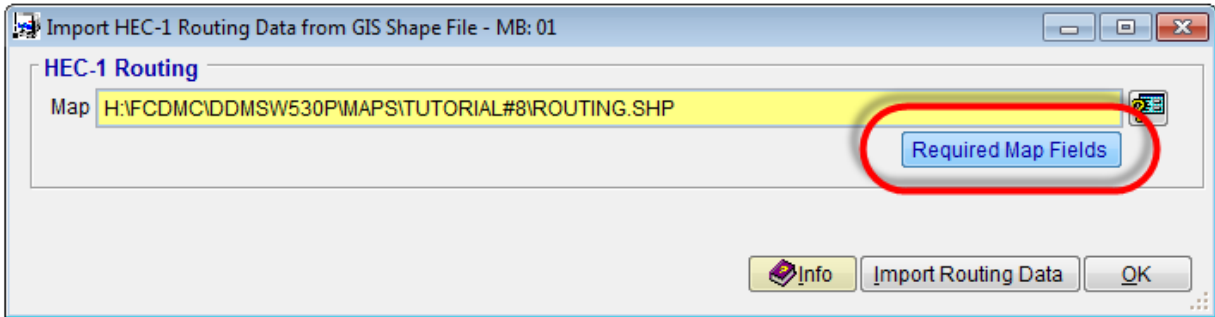 Import HEC-1 Routing Data from GIS Shape File - MB: 01
HEC-1 Routing
Map H:\FCDMC\DDMSW530P\MAPS\TUTORIAL#8\ROUTING.SHP
Required Map Fields
Info Import Routing Data OK